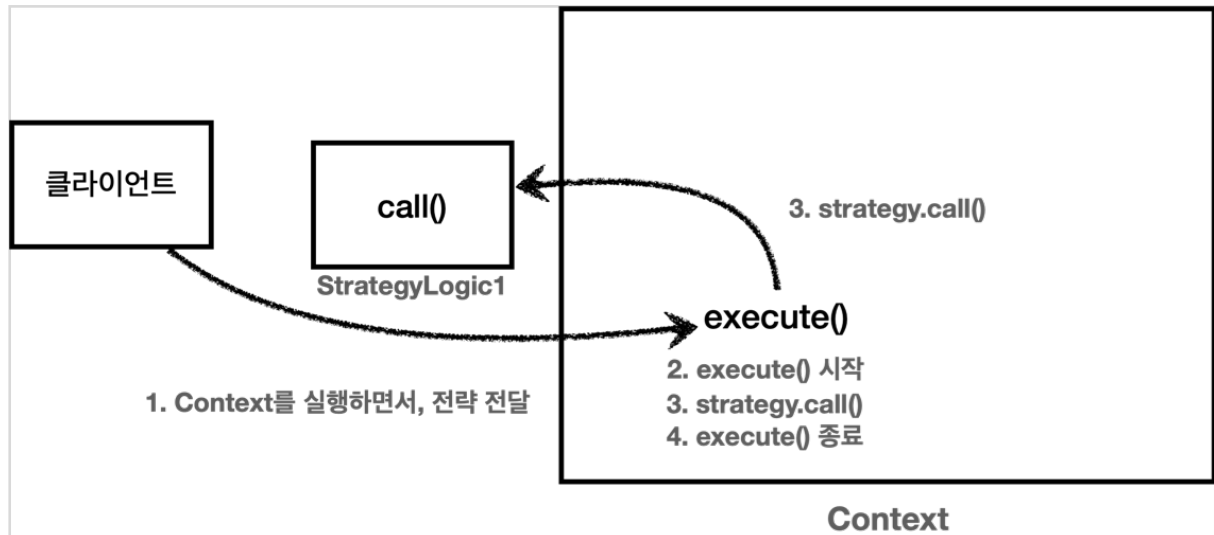 클라이언트
call()
StrategyLogic1
3. strategy.call()
execute()
1. Context를 실행하면서, 전략 전달
2. execute() 시작
3. strategy.call()
4. execute() 종료
Context